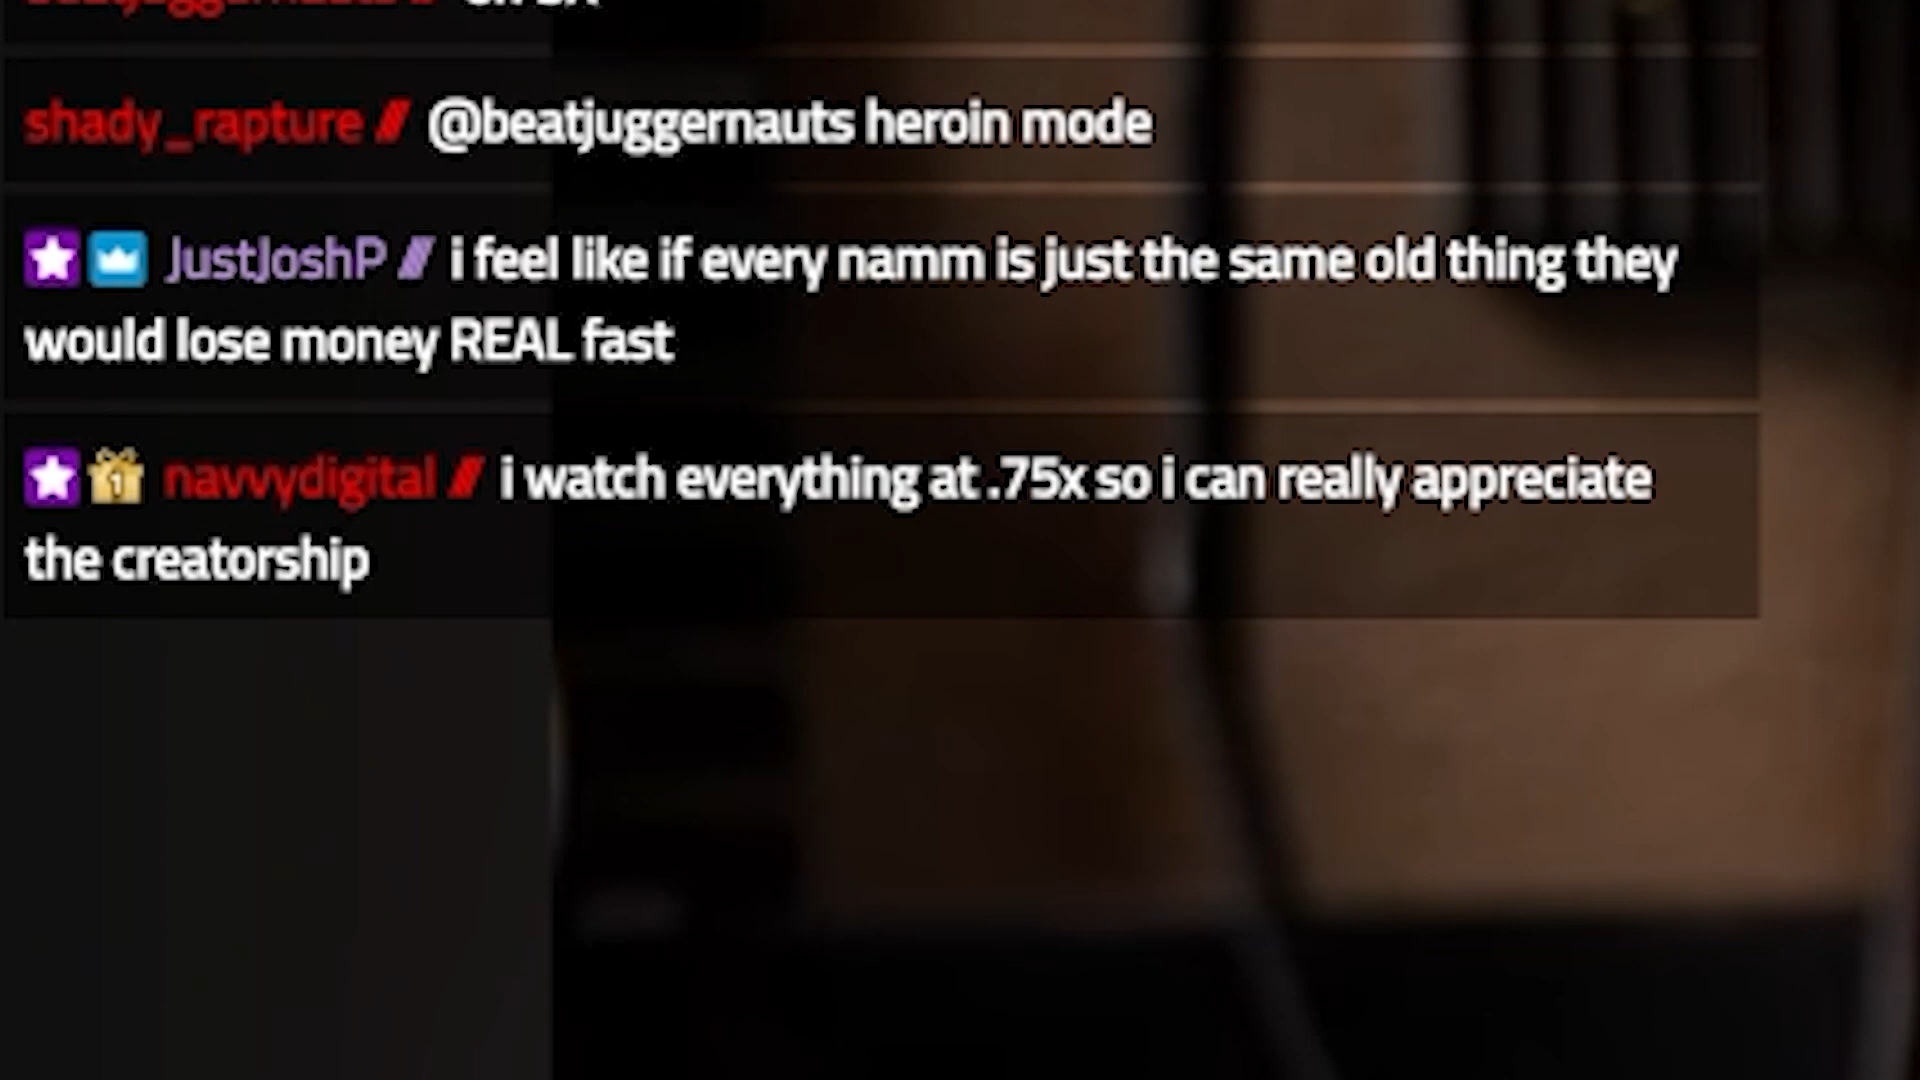 shady_rapture // @beatjuggernauts heroin mode
JustJoshP // i feel like if every namm is just the same old thing they
would lose money REAL fast
1 navvydigital // i watch everything at .75x so i can really appreciate
the creatorship